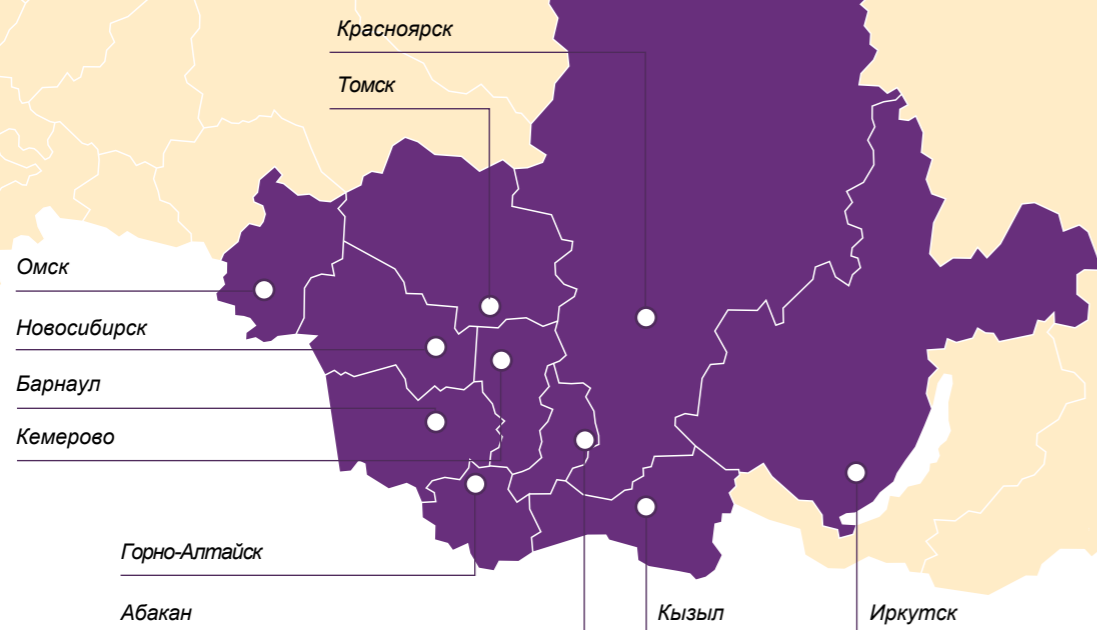 Красноярск
Томск
Омск
Новосибирск
Барнаул
Кемерово
Горно-Алтайск
Абакан
Кызыл
Иркутск